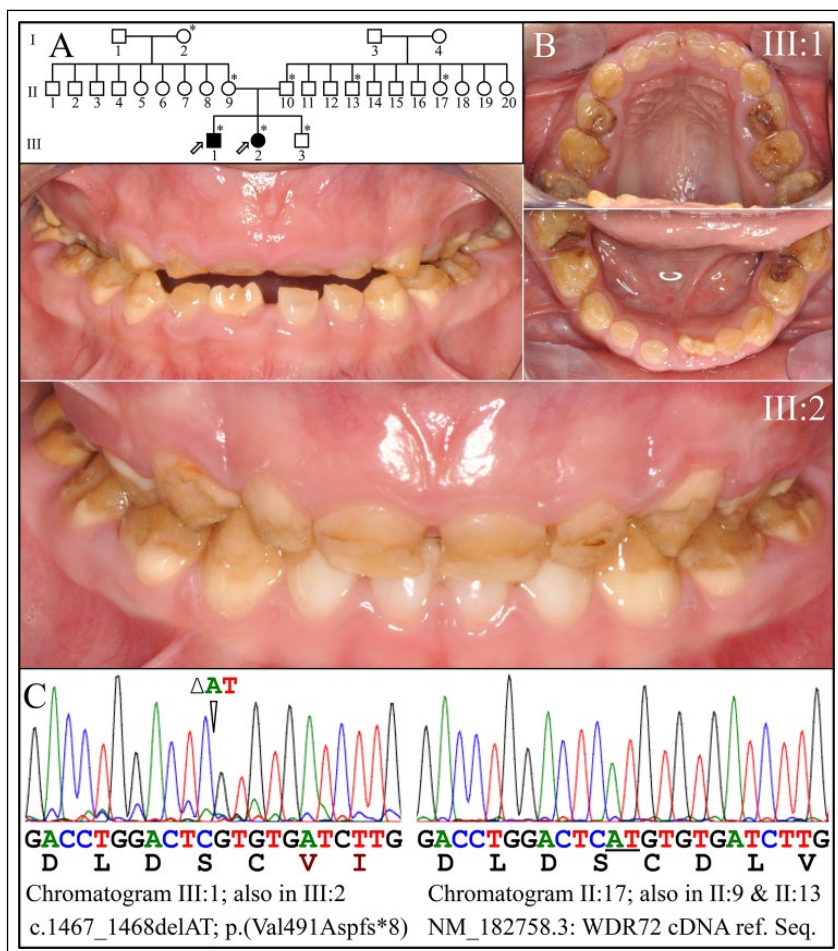 A
B
III:1
I
* 
1 2 3 4
* * * *
II
1 2 3 4 5 6 7 8 9 10 11 12 13 14 15 16 17 18 19 20
* * *
III
1 2 3
III:2
C
ΔAT
GACCTGGACTCGTGTGATCTTG
D L D S C V I
Chromatogram III:1; also in III:2
c.1467_1468delAT; p.(Val491Aspfs*8)
GACCTGGACTCATGTGTGATCTTG
D L D S C D L V
Chromatogram II:17; also in II:9 & II:13
NM_182758.3: WDR72 cDNA ref. Seq.